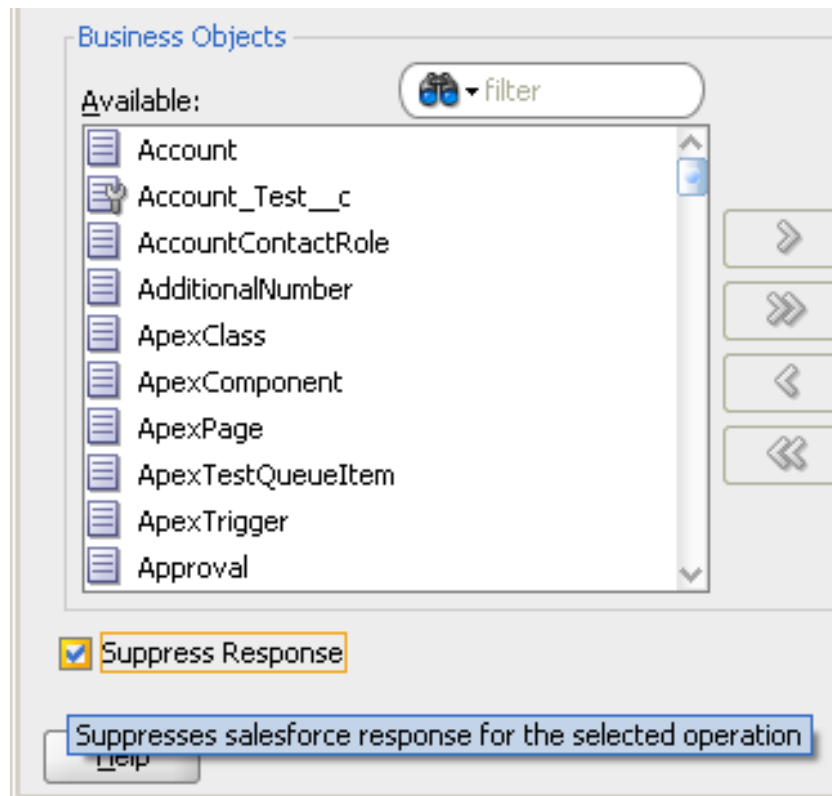 Business Objects
Available:
filter
Account
Account_Test__c
AccountContactRole
AdditionalNumber
ApexClass
ApexComponent
ApexPage
ApexTestQueueItem
ApexTrigger
Approval
Suppress Response
Suppresses salesforce response for the selected operation
Help